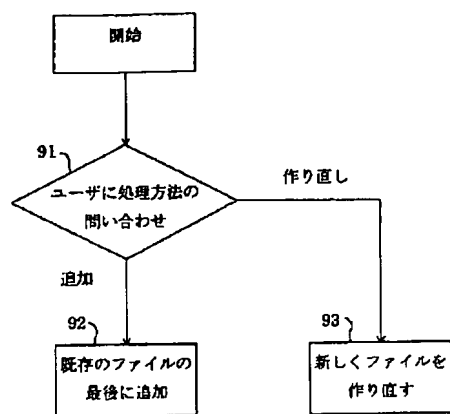 開始
91
ユーザに処理方法の
問い合わせ
作り直し
追加
92
既存のファイルの
最後に追加
93
新しくファイルを
作り直す